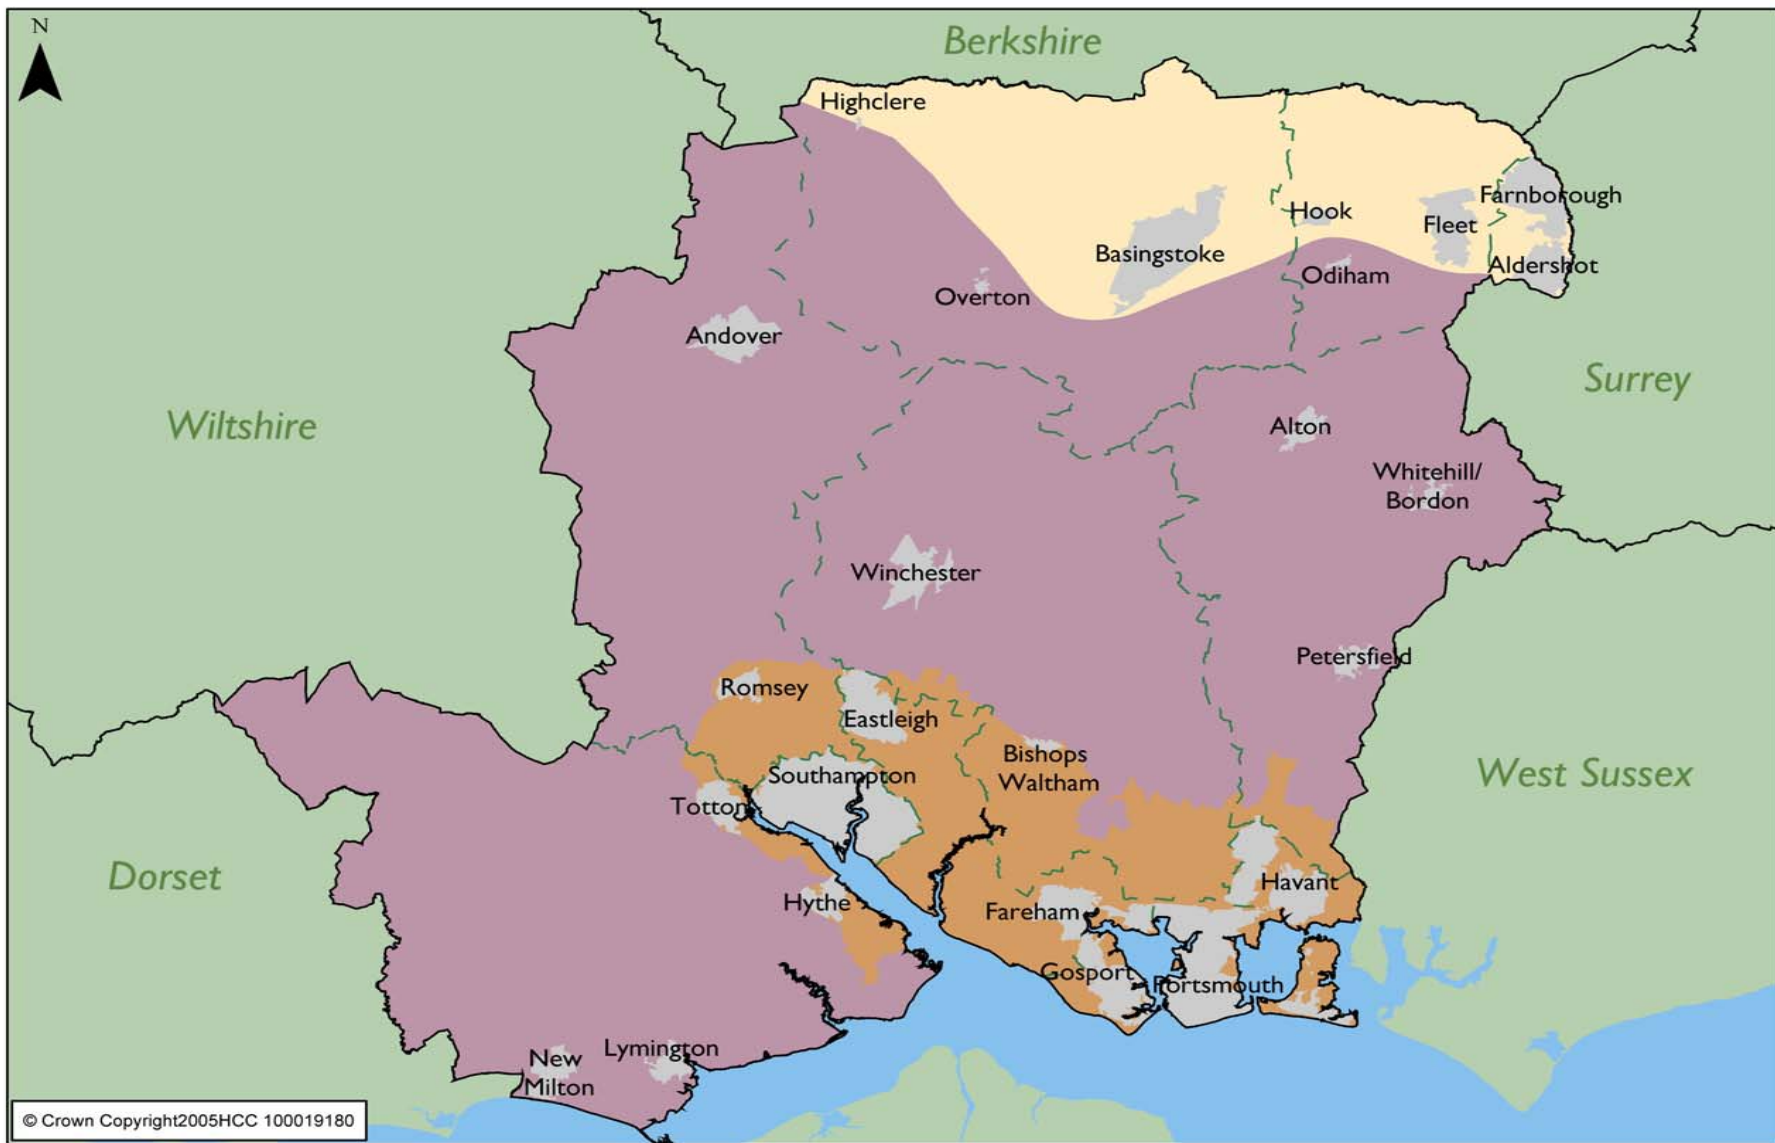 N
Berkshire
Highclere
Farnborough
Hook
Fleet
Basingstoke
Aldershot
Odiham
Overton
Andover
Surrey
Wiltshire
Alton
Whitehill/
Bordon
Winchester
Petersfield
Romsey
Eastleigh
Bishops
Waltham
Southampton
West Sussex
Totton
Dorset
Havant
Hythe
Fareham
Gosport
Portsmouth
New
Milton
Lymington
© Crown Copyright2005HCC 100019180